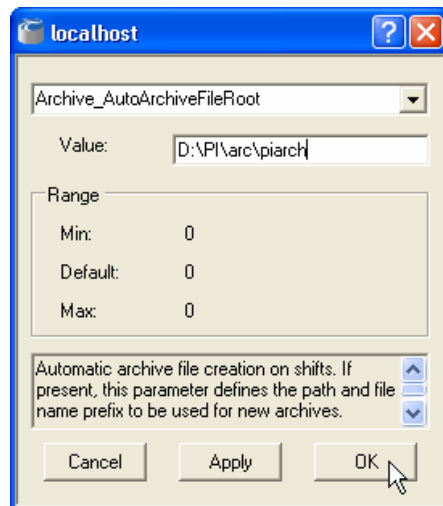 localhost
Archive_AutoArchiveFileRoot
Value: D:\PI\arc\piarch
Range
Min: 0
Default: 0
Max: 0
Automatic archive file creation on shifts. If
present, this parameter defines the path and file
name prefix to be used for new archives.
Cancel Apply OK